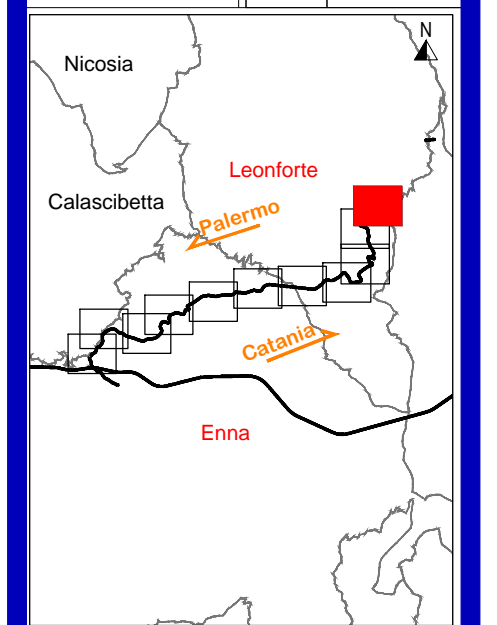 N
Nicosia
Leonforte
Calascibetta
Palermo
Catania
Enna